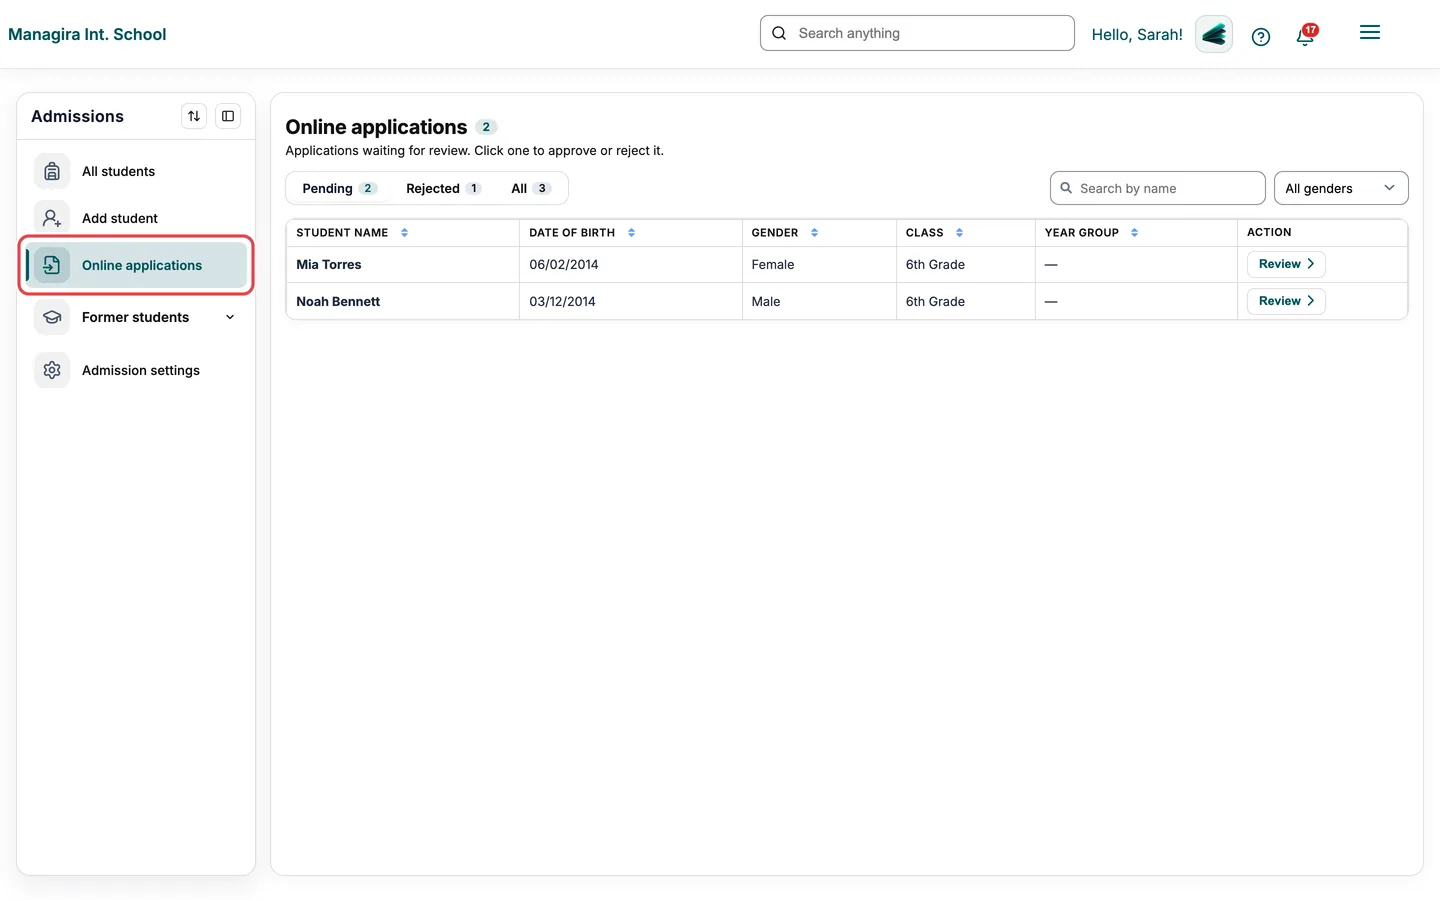 Managira Int. School
Search anything
Hello, Sarah!
17
Admissions
All students
Add student
Online applications
Former students
Admission settings
Online applications 2
Applications waiting for review. Click one to approve or reject it.
Pending 2 Rejected 1 All 3
Search by name
All genders
STUDENT NAME DATE OF BIRTH GENDER CLASS YEAR GROUP ACTION
Mia Torres 06/02/2014 Female 6th Grade — Review
Noah Bennett 03/12/2014 Male 6th Grade — Review